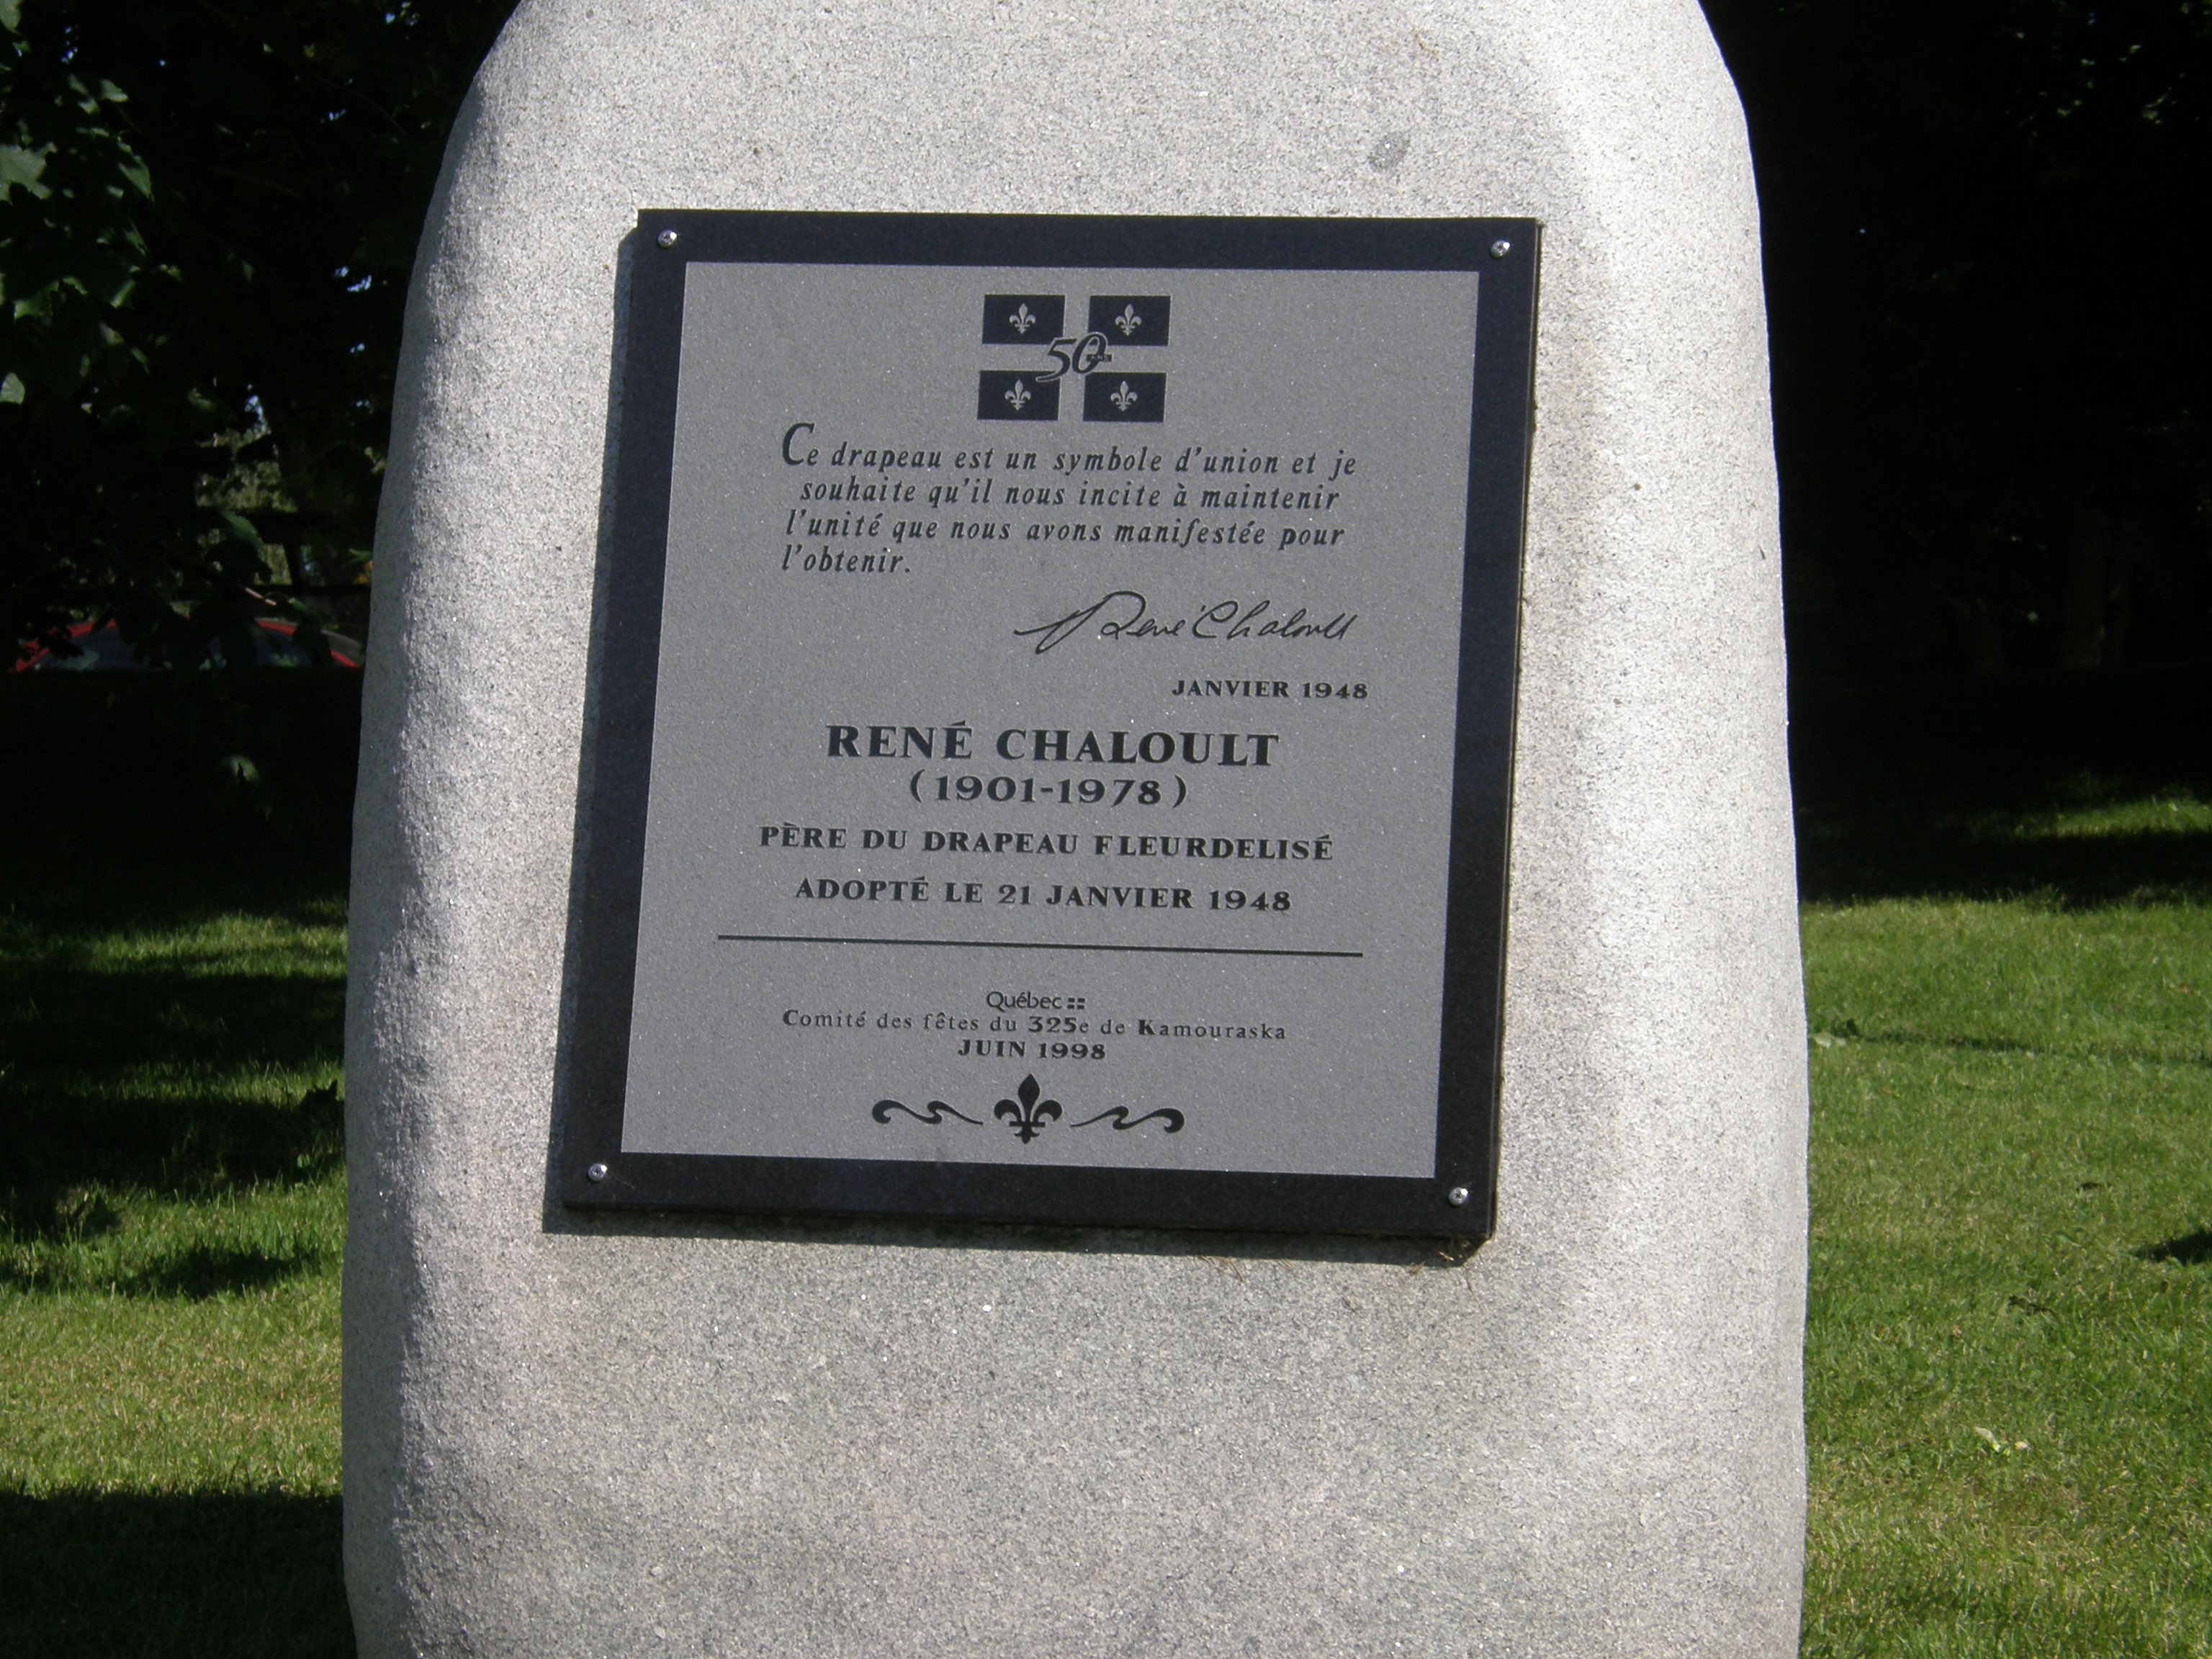 50 ANS
Ce drapeau est un symbole d'union et je
souhaite qu'il nous incite à maintenir
l'unité que nous avons manifestée pour
l'obtenir.
René Chaloult
JANVIER 1948
RENÉ CHALOULT
(1901-1978)
PÈRE DU DRAPEAU FLEURDELISÉ
ADOPTÉ LE 21 JANVIER 1948
Québec
Comité des fêtes du 325e de Kamouraska
JUIN 1998